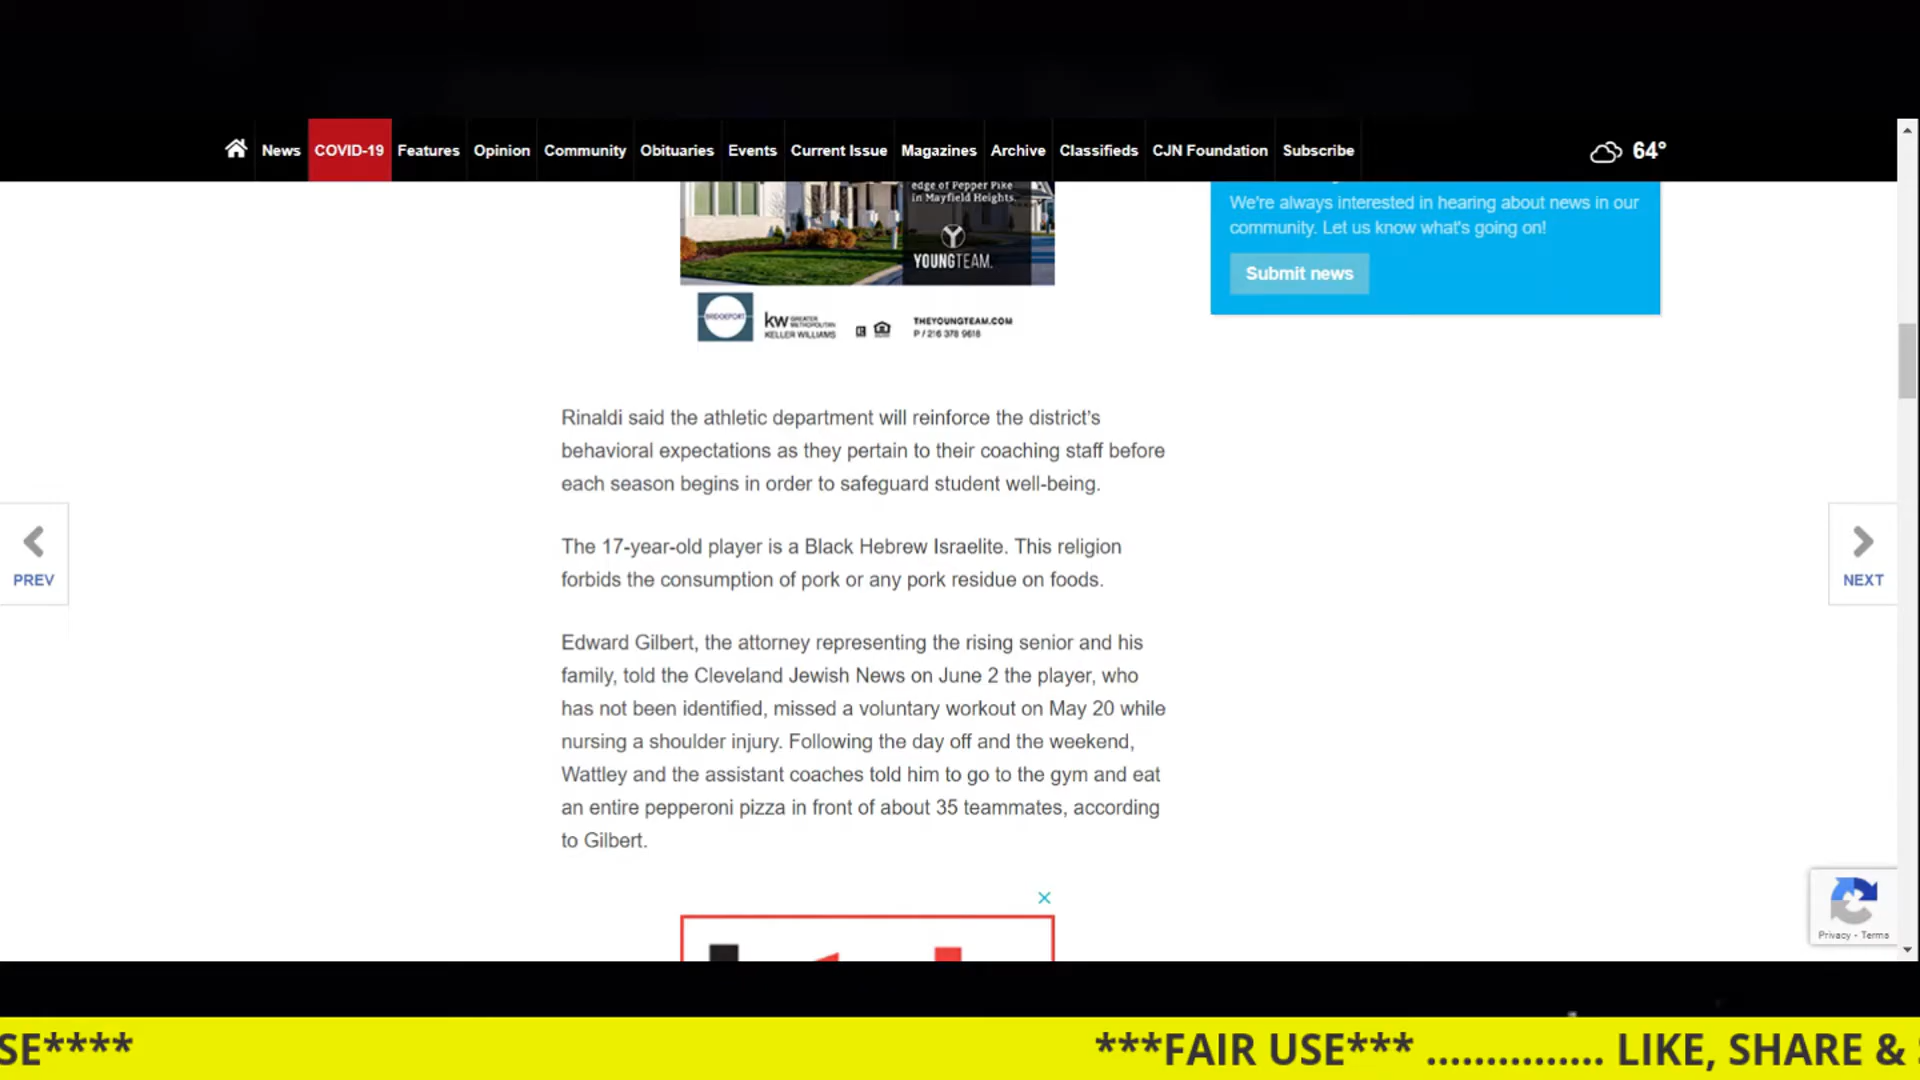 News COVID-19 Features Opinion Community Obituaries Events Current Issue Magazines Archive Classifieds CJN Foundation Subscribe 64°
edge of Pepper Pike
in Mayfield Heights.
YOUNGTEAM.
BRIDGEPORT
kw GREATER METROPOLITAN
KELLER WILLIAMS
THEYOUNGTEAM.COM
P / 216 378 9618
We're always interested in hearing about news in our
community. Let us know what's going on!
Submit news
Rinaldi said the athletic department will reinforce the district's
behavioral expectations as they pertain to their coaching staff before
each season begins in order to safeguard student well-being.
The 17-year-old player is a Black Hebrew Israelite. This religion
forbids the consumption of pork or any pork residue on foods.
Edward Gilbert, the attorney representing the rising senior and his
family, told the Cleveland Jewish News on June 2 the player, who
has not been identified, missed a voluntary workout on May 20 while
nursing a shoulder injury. Following the day off and the weekend,
Wattley and the assistant coaches told him to go to the gym and eat
an entire pepperoni pizza in front of about 35 teammates, according
to Gilbert.
PREV
NEXT
Privacy - Terms
SE**** ***FAIR USE*** ............... LIKE, SHARE &